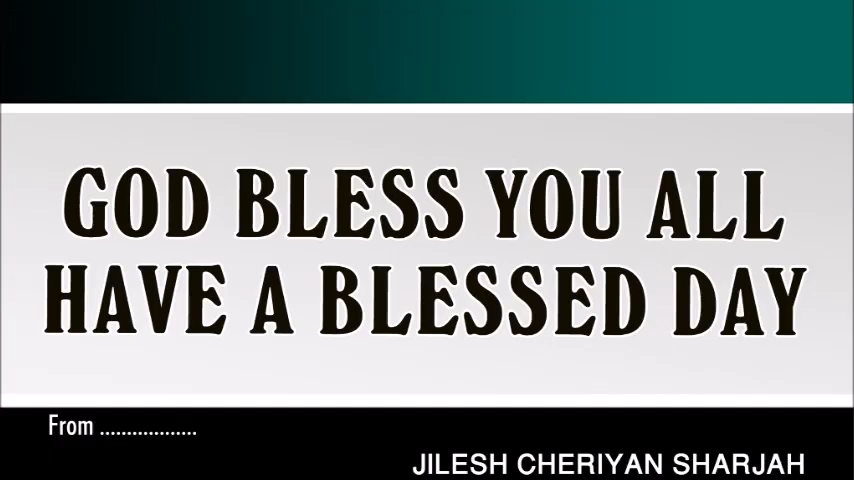 GOD BLESS YOU ALL
HAVE A BLESSED DAY
From ..................
JILESH CHERIYAN SHARJAH